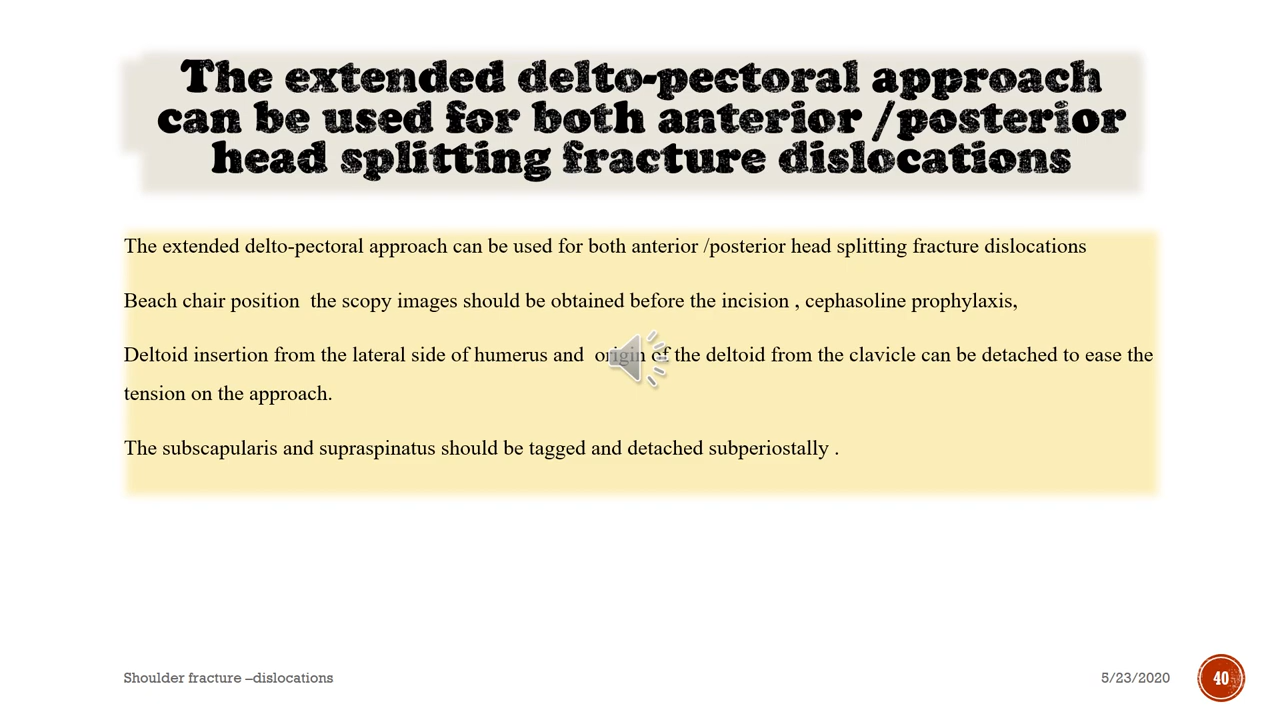 The extended delto-pectoral approach
can be used for both anterior /posterior
head splitting fracture dislocations
The extended delto-pectoral approach can be used for both anterior /posterior head splitting fracture dislocations
Beach chair position  the scopy images should be obtained before the incision , cephasoline prophylaxis,
Deltoid insertion from the lateral side of humerus and  origin of the deltoid from the clavicle can be detached to ease the
tension on the approach.
The subscapularis and supraspinatus should be tagged and detached subperiostally .
Shoulder fracture –dislocations
5/23/2020
40